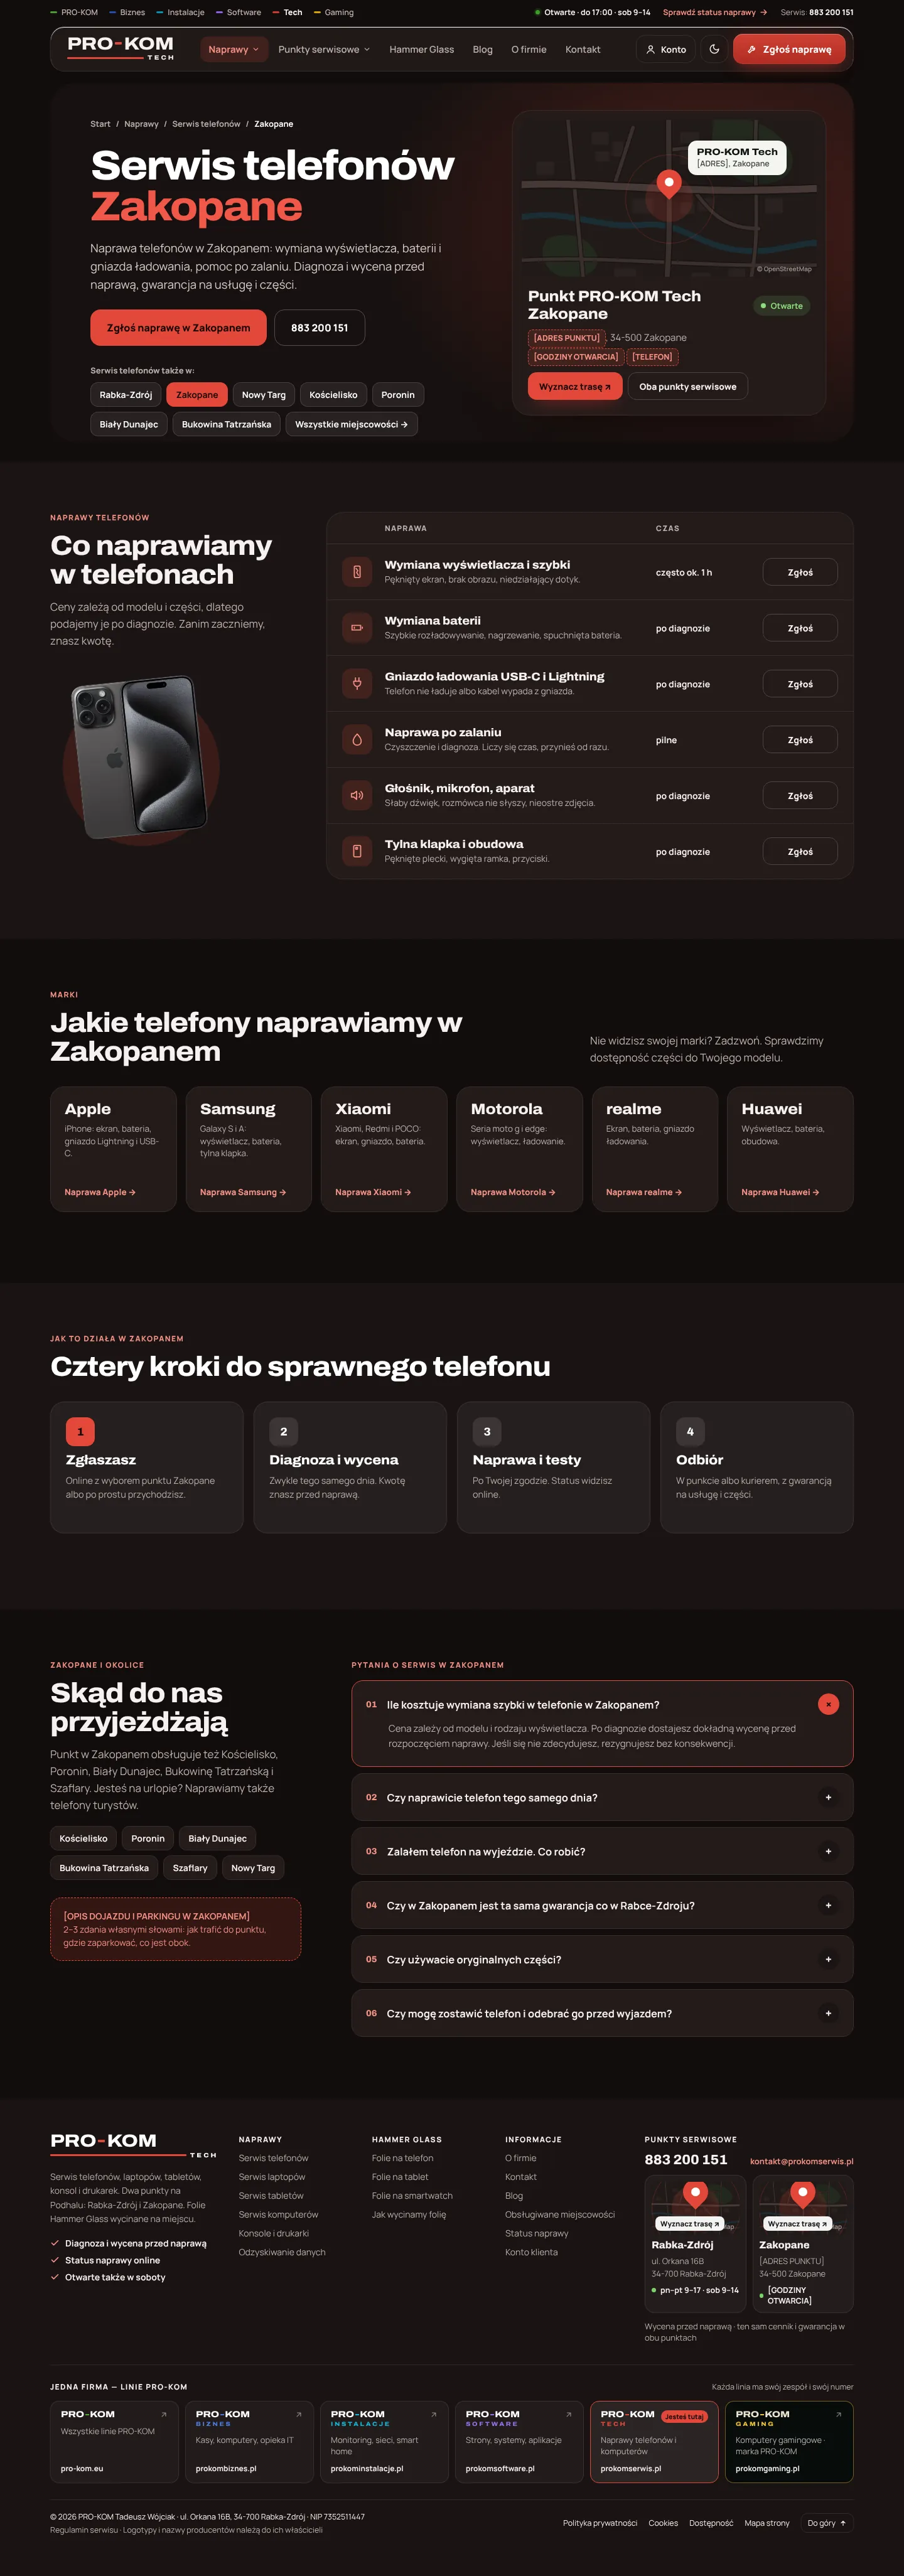 PRO-KOM
Biznes
Instalacje
Software
Tech
Gaming
Otwarte · do 17:00 · sob 9–14
Sprawdź status naprawy →
Serwis: 883 200 151
PRO-KOM
TECH
Naprawy
Punkty serwisowe
Hammer Glass
Blog
O firmie
Kontakt
Konto
Zgłoś naprawę
Start / Naprawy / Serwis telefonów / Zakopane
Serwis telefonów
Zakopane
Naprawa telefonów w Zakopanem: wymiana wyświetlacza, baterii i
gniazda ładowania, pomoc po zalaniu. Diagnoza i wycena przed
naprawą, gwarancja na usługę i części.
Zgłoś naprawę w Zakopanem
883 200 151
Serwis telefonów także w:
Rabka-Zdrój
Zakopane
Nowy Targ
Kościelisko
Poronin
Biały Dunajec
Bukowina Tatrzańska
Wszystkie miejscowości →
PRO-KOM Tech
[ADRES], Zakopane
© OpenStreetMap
Punkt PRO-KOM Tech
Zakopane
Otwarte
[ADRES PUNKTU], 34-500 Zakopane
[GODZINY OTWARCIA] [TELEFON]
Wyznacz trasę ↗
Oba punkty serwisowe
NAPRAWY TELEFONÓW
Co naprawiamy
w telefonach
Ceny zależą od modelu i części, dlatego
podajemy je po diagnozie. Zanim zaczniemy,
znasz kwotę.
NAPRAWA
CZAS
Wymiana wyświetlacza i szybki
Pęknięty ekran, brak obrazu, niedziałający dotyk.
często ok. 1 h
Zgłoś
Wymiana baterii
Szybkie rozładowywanie, nagrzewanie, spuchnięta bateria.
po diagnozie
Zgłoś
Gniazdo ładowania USB-C i Lightning
Telefon nie ładuje albo kabel wypada z gniazda.
po diagnozie
Zgłoś
Naprawa po zalaniu
Czyszczenie i diagnoza. Liczy się czas, przynieś od razu.
pilne
Zgłoś
Głośnik, mikrofon, aparat
Słaby dźwięk, rozmówca nie słyszy, nieostre zdjęcia.
po diagnozie
Zgłoś
Tylna klapka i obudowa
Pęknięte plecki, wygięta ramka, przyciski.
po diagnozie
Zgłoś
MARKI
Jakie telefony naprawiamy w
Zakopanem
Nie widzisz swojej marki? Zadzwoń. Sprawdzimy
dostępność części do Twojego modelu.
Apple
iPhone: ekran, bateria,
gniazdo Lightning i USB-
C.
Naprawa Apple →
Samsung
Galaxy S i A:
wyświetlacz, bateria,
tylna klapka.
Naprawa Samsung →
Xiaomi
Xiaomi, Redmi i POCO:
ekran, gniazdo, bateria.
Naprawa Xiaomi →
Motorola
Seria moto g i edge:
wyświetlacz, ładowanie.
Naprawa Motorola →
realme
Ekran, bateria, gniazdo
ładowania.
Naprawa realme →
Huawei
Wyświetlacz, bateria,
obudowa.
Naprawa Huawei →
JAK TO DZIAŁA W ZAKOPANEM
Cztery kroki do sprawnego telefonu
1
Zgłaszasz
Online z wyborem punktu Zakopane
albo po prostu przychodzisz.
2
Diagnoza i wycena
Zwykle tego samego dnia. Kwotę
znasz przed naprawą.
3
Naprawa i testy
Po Twojej zgodzie. Status widzisz
online.
4
Odbiór
W punkcie albo kurierem, z gwarancją
na usługę i części.
ZAKOPANE I OKOLICE
Skąd do nas
przyjeżdżają
Punkt w Zakopanem obsługuje też Kościelisko,
Poronin, Biały Dunajec, Bukowinę Tatrzańską i
Szaflary. Jesteś na urlopie? Naprawiamy także
telefony turystów.
Kościelisko
Poronin
Biały Dunajec
Bukowina Tatrzańska
Szaflary
Nowy Targ
[OPIS DOJAZDU I PARKINGU W ZAKOPANEM]
2–3 zdania własnymi słowami: jak trafić do punktu,
gdzie zaparkować, co jest obok.
PYTANIA O SERWIS W ZAKOPANEM
01 Ile kosztuje wymiana szybki w telefonie w Zakopanem?
Cena zależy od modelu i rodzaju wyświetlacza. Po diagnozie dostajesz dokładną wycenę przed
rozpoczęciem naprawy. Jeśli się nie zdecydujesz, rezygnujesz bez konsekwencji.
02 Czy naprawicie telefon tego samego dnia? +
03 Zalałem telefon na wyjeździe. Co robić? +
04 Czy w Zakopanem jest ta sama gwarancja co w Rabce-Zdroju? +
05 Czy używacie oryginalnych części? +
06 Czy mogę zostawić telefon i odebrać go przed wyjazdem? +
PRO-KOM
TECH
Serwis telefonów, laptopów, tabletów,
konsol i drukarek. Dwa punkty na
Podhalu: Rabka-Zdrój i Zakopane. Folie
Hammer Glass wycinane na miejscu.
Diagnoza i wycena przed naprawą
Status naprawy online
Otwarte także w soboty
NAPRAWY
Serwis telefonów
Serwis laptopów
Serwis tabletów
Serwis komputerów
Konsole i drukarki
Odzyskiwanie danych
HAMMER GLASS
Folie na telefon
Folie na tablet
Folie na smartwatch
Jak wycinamy folię
INFORMACJE
O firmie
Kontakt
Blog
Obsługiwane miejscowości
Status naprawy
Konto klienta
PUNKTY SERWISOWE
883 200 151
kontakt@prokomserwis.pl
Wyznacz trasę ↗
Rabka-Zdrój
ul. Orkana 16B
34-700 Rabka-Zdrój
pn–pt 9–17 · sob 9–14
Wyznacz trasę ↗
Zakopane
[ADRES PUNKTU]
34-500 Zakopane
[GODZINY
OTWARCIA]
Wycena przed naprawą · ten sam cennik i gwarancja w
obu punktach
JEDNA FIRMA — LINIE PRO-KOM
Każda linia ma swój zespół i swój numer
PRO-KOM
Wszystkie linie PRO-KOM
pro-kom.eu
PRO-KOM
BIZNES
Kasy, komputery, opieka IT
prokombiznes.pl
PRO-KOM
INSTALACJE
Monitoring, sieci, smart
home
prokominstalacje.pl
PRO-KOM
SOFTWARE
Strony, systemy, aplikacje
prokomsoftware.pl
PRO-KOM
TECH
Jesteś tutaj
Naprawy telefonów i
komputerów
prokomserwis.pl
PRO-KOM
GAMING
Komputery gamingowe ·
marka PRO-KOM
prokomgaming.pl
© 2026 PRO-KOM Tadeusz Wójciak · ul. Orkana 16B, 34-700 Rabka-Zdrój · NIP 7352511447
Regulamin serwisu · Logotypy i nazwy producentów należą do ich właścicieli
Polityka prywatności
Cookies
Dostępność
Mapa strony
Do góry ↑